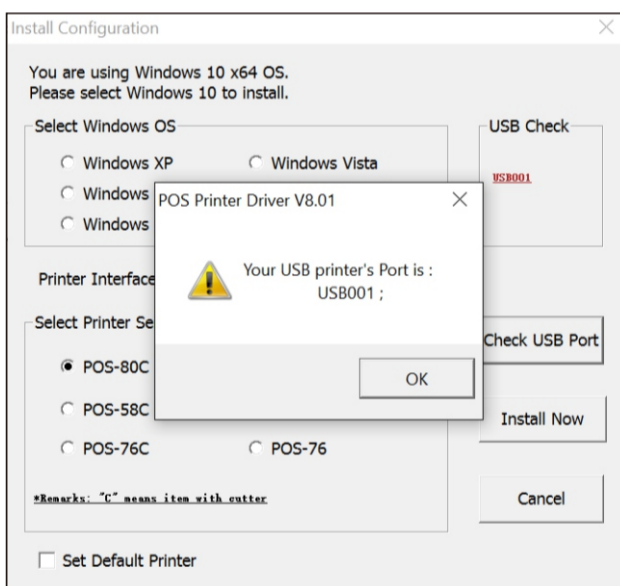 Install Configuration
You are using Windows 10 x64 OS.
Please select Windows 10 to install.
Select Windows OS
USB Check
Windows XP
Windows Vista
USB001
Windows
Windows
POS Printer Driver V8.01
Your USB printer's Port is :
USB001 ;
OK
Printer Interface
Select Printer Se
Check USB Port
POS-80C
POS-58C
Install Now
POS-76C
POS-76
*Remarks: "C" means item with cutter
Cancel
Set Default Printer